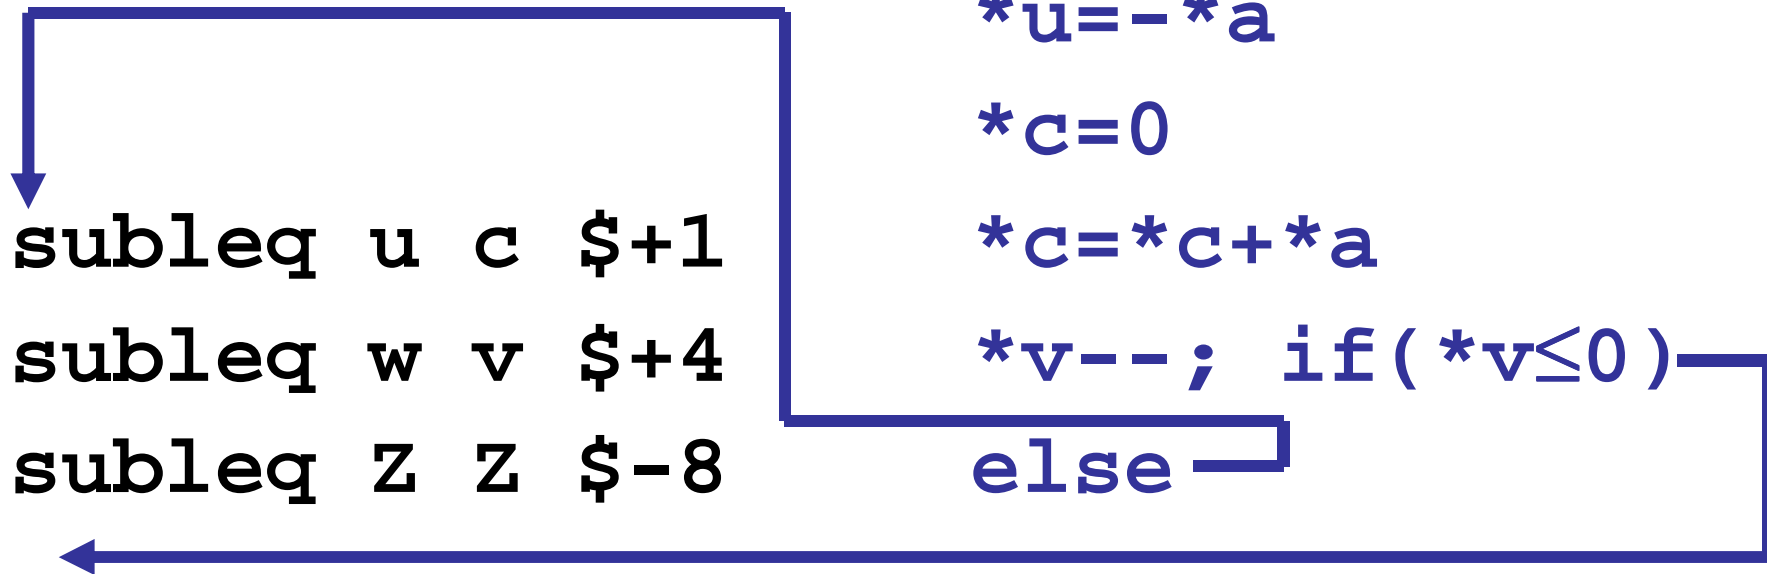 *u=-*a
*c=0
subleq u c $+1 *c=*c+*a
subleq w v $+4 *v--; if(*v≤0)
subleq Z Z $-8 else